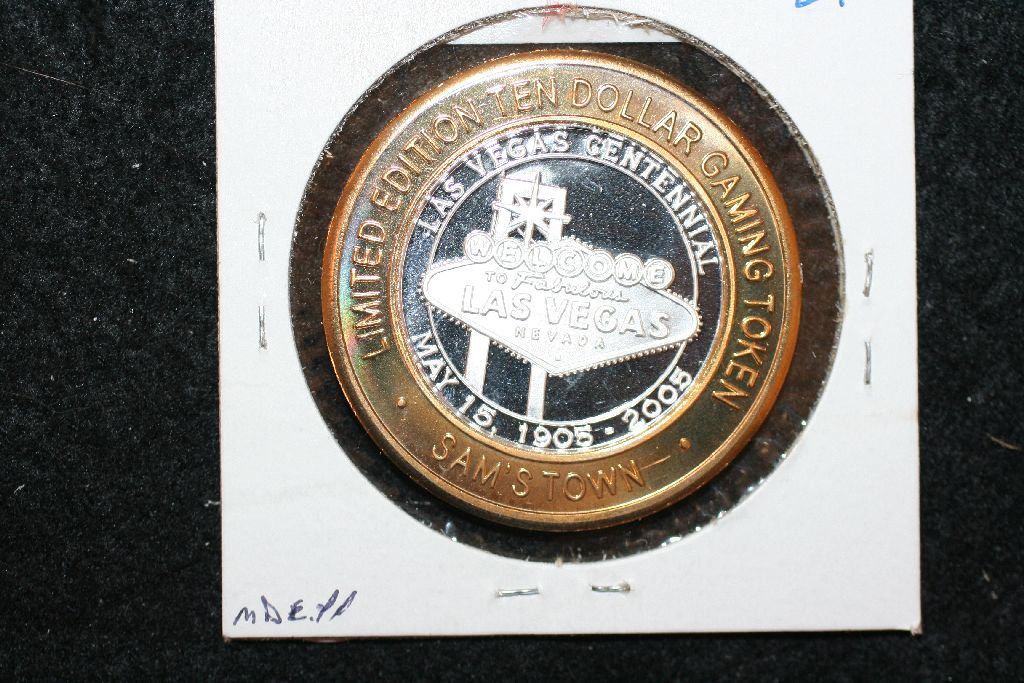 LIMITED EDITION TEN DOLLAR GAMING TOKEN
LAS VEGAS CENTENNIAL
WELCOME
TO Fabulous
LAS VEGAS
NEVADA
MAY 15, 1905 · 2005
· SAM'S TOWN ·